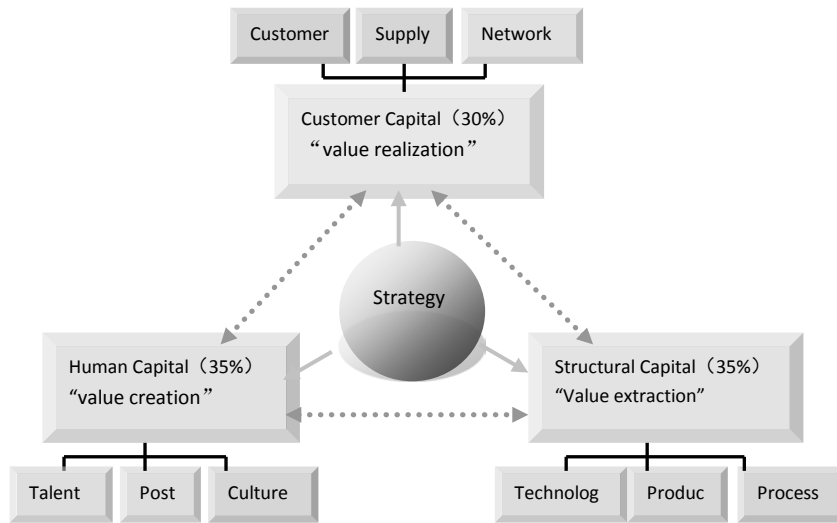 Customer
Supply
Network
Customer Capital（30%）
“value realization”
Strategy
Human Capital（35%）
“value creation”
Structural Capital（35%）
“Value extraction”
Talent
Post
Culture
Technolog
Produc
Process